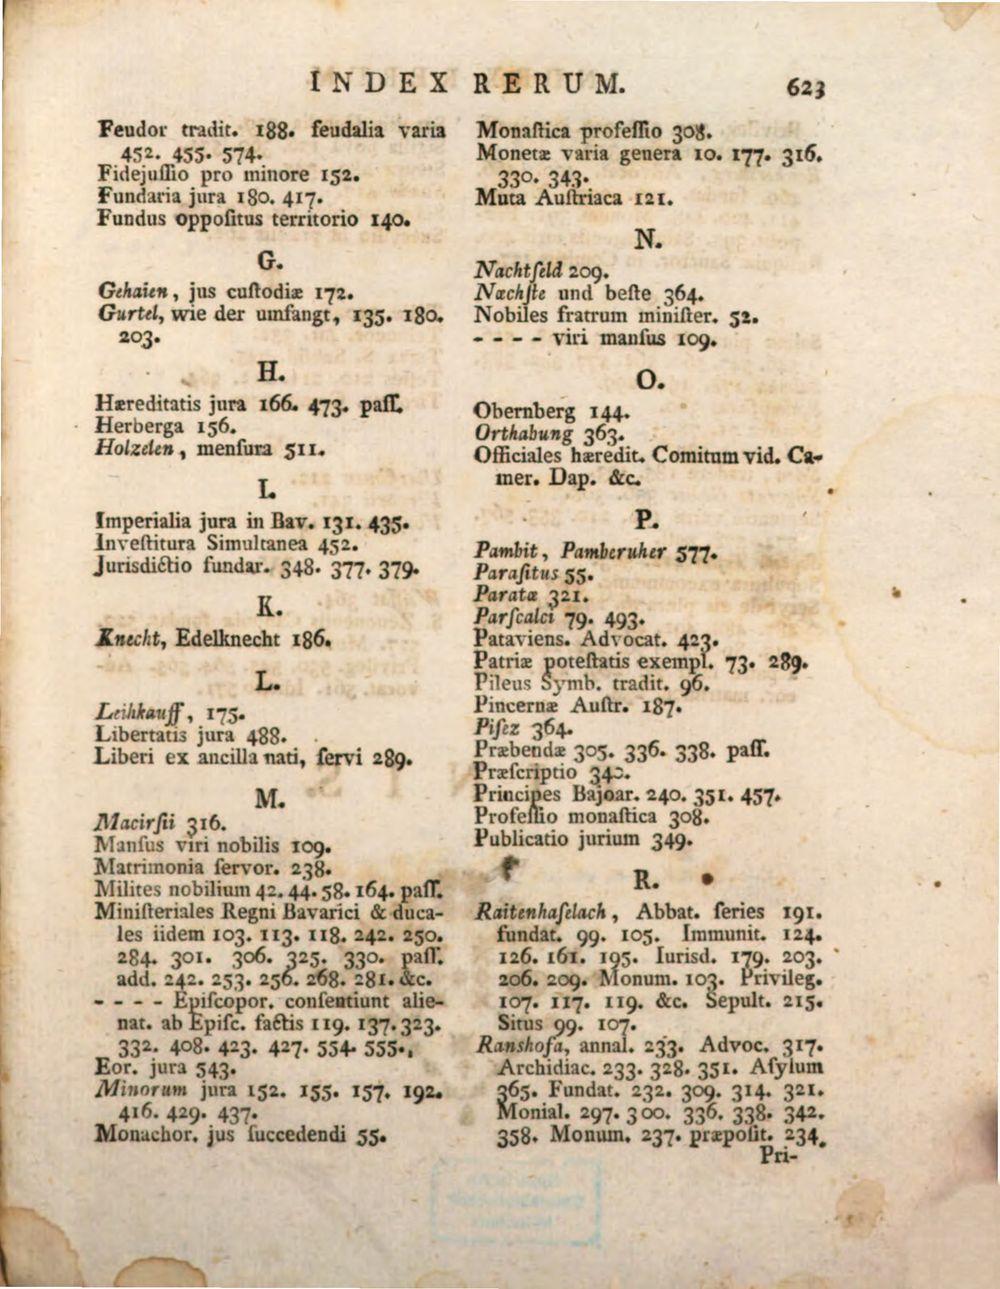 INDEX RERUM. 623
Feudor tradit. 188. feudalia varia
452. 455. 574.
Fidejuſſio pro minore 152.
Fundaria jura 180. 417.
Fundus oppoſitus territorio 140.
G.
Gehaien, jus cuſtodiæ 172.
Gurtel, wie der umfangt, 135. 180.
203.
H.
Hæreditatis jura 166. 473. paſſ.
Herberga 156.
Holzelen, menſura 511.
I.
Imperialia jura in Bav. 131. 435.
Inveſtitura Simultanea 452.
Jurisdictio fundar. 348. 377. 379.
K.
Knecht, Edelknecht 186.
L.
Leihkauff, 175.
Libertatis jura 488.
Liberi ex ancilla nati, ſervi 289.
M.
Macirſii 316.
Manſus viri nobilis 109.
Matrimonia ſervor. 238.
Milites nobilium 42. 44. 58. 164. paſſ.
Miniſteriales Regni Bavarici & duca-
les iidem 103. 113. 118. 242. 250.
284. 301. 306. 325. 330. paſſ.
add. 242. 253. 256. 268. 281. &c.
- - - - Epiſcopor. conſentiunt alie-
nat. ab Epiſc. factis 119. 137. 323.
332. 408. 423. 427. 554. 555.
Eor. jura 543.
Minorum jura 152. 155. 157. 192.
416. 429. 437.
Monachor. jus ſuccedendi 55.
Monaſtica profeſſio 308.
Monetæ varia genera 10. 177. 316.
330. 343.
Muta Auſtriaca 121.
N.
Nachtſeld 209.
Næchſte und beſte 364.
Nobiles fratrum miniſter. 52.
- - - - viri manſus 109.
O.
Obernberg 144.
Orthabung 363.
Officiales hæredit. Comitum vid. Ca-
mer. Dap. &c.
P.
Pambit, Pamberuher 577.
Paraſitus 55.
Paratæ 321.
Parſcalci 79. 493.
Pataviens. Advocat. 423.
Patriæ poteſtatis exempl. 73. 289.
Pileus Symb. tradit. 96.
Pincernæ Auſtr. 187.
Piſez 364.
Præbendæ 305. 336. 338. paſſ.
Præſcriptio 340.
Principes Bajoar. 240. 351. 457.
Profeſſio monaſtica 308.
Publicatio jurium 349.
R.
Raitenhaſelach, Abbat. ſeries 191.
fundat. 99. 105. Immunit. 124.
126. 161. 195. Iurisd. 179. 203.
206. 209. Monum. 103. Privileg.
107. 117. 119. &c. Sepult. 215.
Situs 99. 107.
Ranshofa, annal. 233. Advoc. 317.
Archidiac. 233. 328. 351. Aſylum
365. Fundat. 232. 309. 314. 321.
Monial. 297. 300. 336. 338. 342.
358. Monum. 237. præpoſit. 234.
Pri-